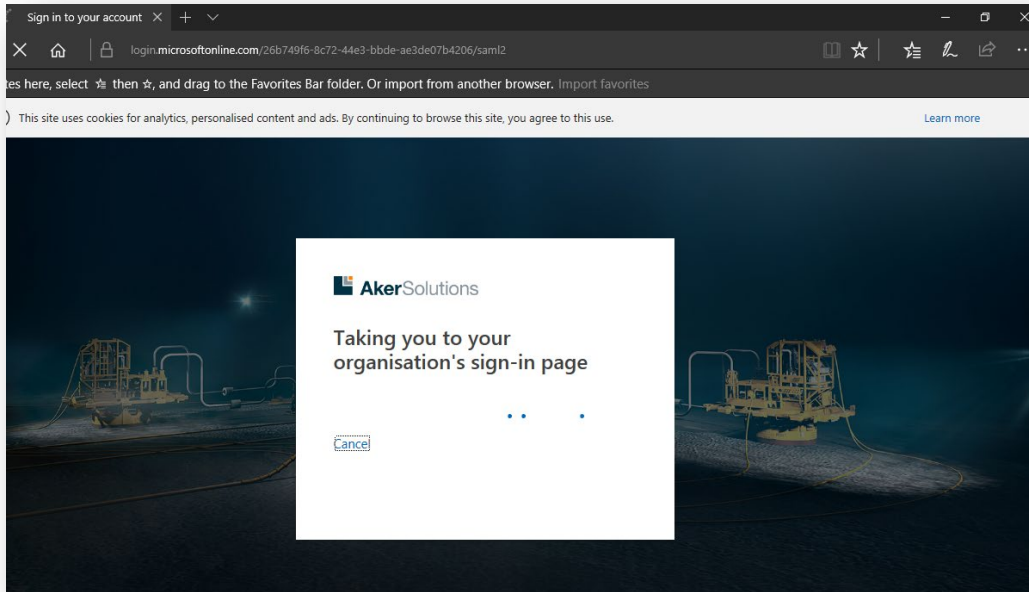 Sign in to your account
login.microsoftonline.com/26b749f6-8c72-44e3-bbde-ae3de07b4206/saml2
es here, select then , and drag to the Favorites Bar folder. Or import from another browser. Import favorites
This site uses cookies for analytics, personalised content and ads. By continuing to browse this site, you agree to this use. Learn more
AkerSolutions
Taking you to your
organisation's sign-in page
Cancel